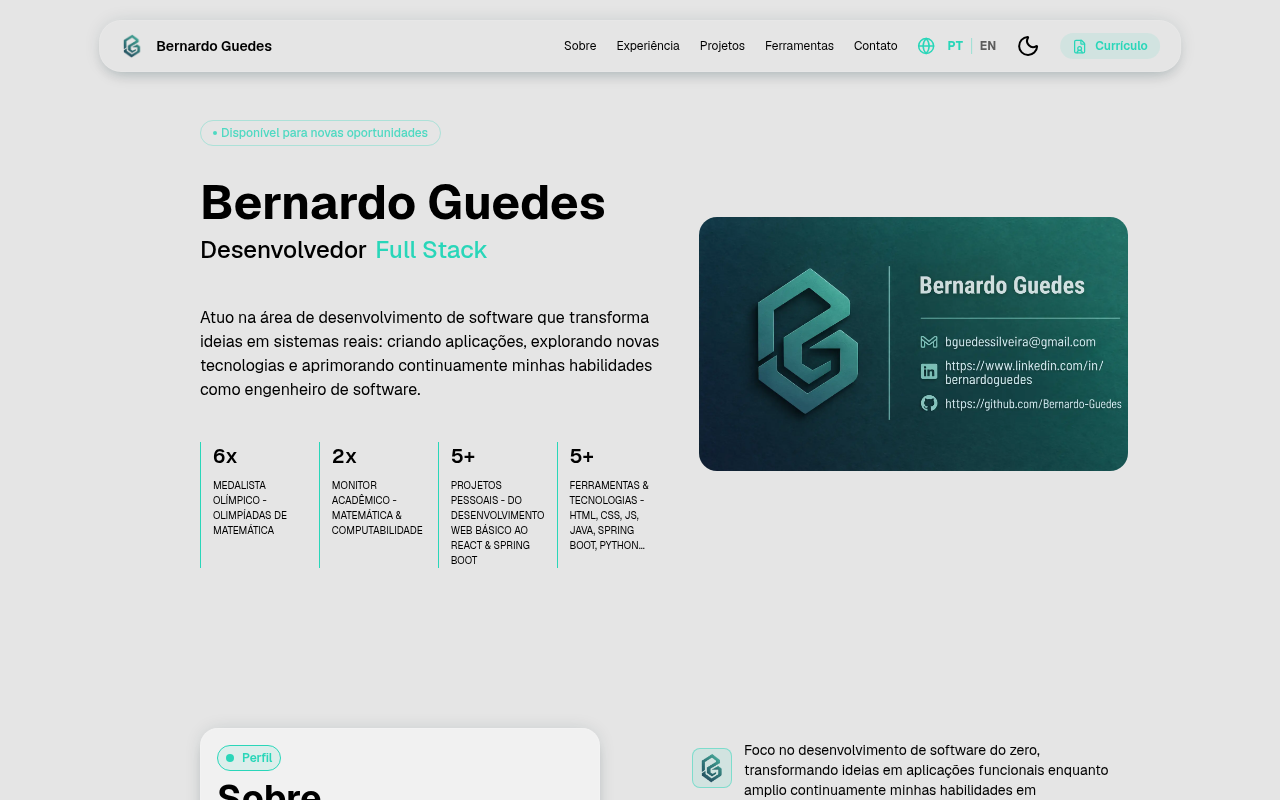 Bernardo Guedes
Sobre
Experiência
Projetos
Ferramentas
Contato
PT
EN
Currículo
• Disponível para novas oportunidades
Bernardo Guedes
Desenvolvedor Full Stack
Atuo na área de desenvolvimento de software que transforma
ideias em sistemas reais: criando aplicações, explorando novas
tecnologias e aprimorando continuamente minhas habilidades
como engenheiro de software.
6x
MEDALISTA
OLÍMPICO -
OLIMPÍADAS DE
MATEMÁTICA
2x
MONITOR
ACADÊMICO -
MATEMÁTICA &
COMPUTABILIDADE
5+
PROJETOS
PESSOAIS - DO
DESENVOLVIMENTO
WEB BÁSICO AO
REACT & SPRING
BOOT
5+
FERRAMENTAS &
TECNOLOGIAS -
HTML, CSS, JS,
JAVA, SPRING
BOOT, PYTHON...
Bernardo Guedes
bguedessilveira@gmail.com
https://www.linkedin.com/in/
bernardoguedes
https://github.com/Bernardo-Guedes
Perfil
Sobre
Foco no desenvolvimento de software do zero,
transformando ideias em aplicações funcionais enquanto
amplio continuamente minhas habilidades em